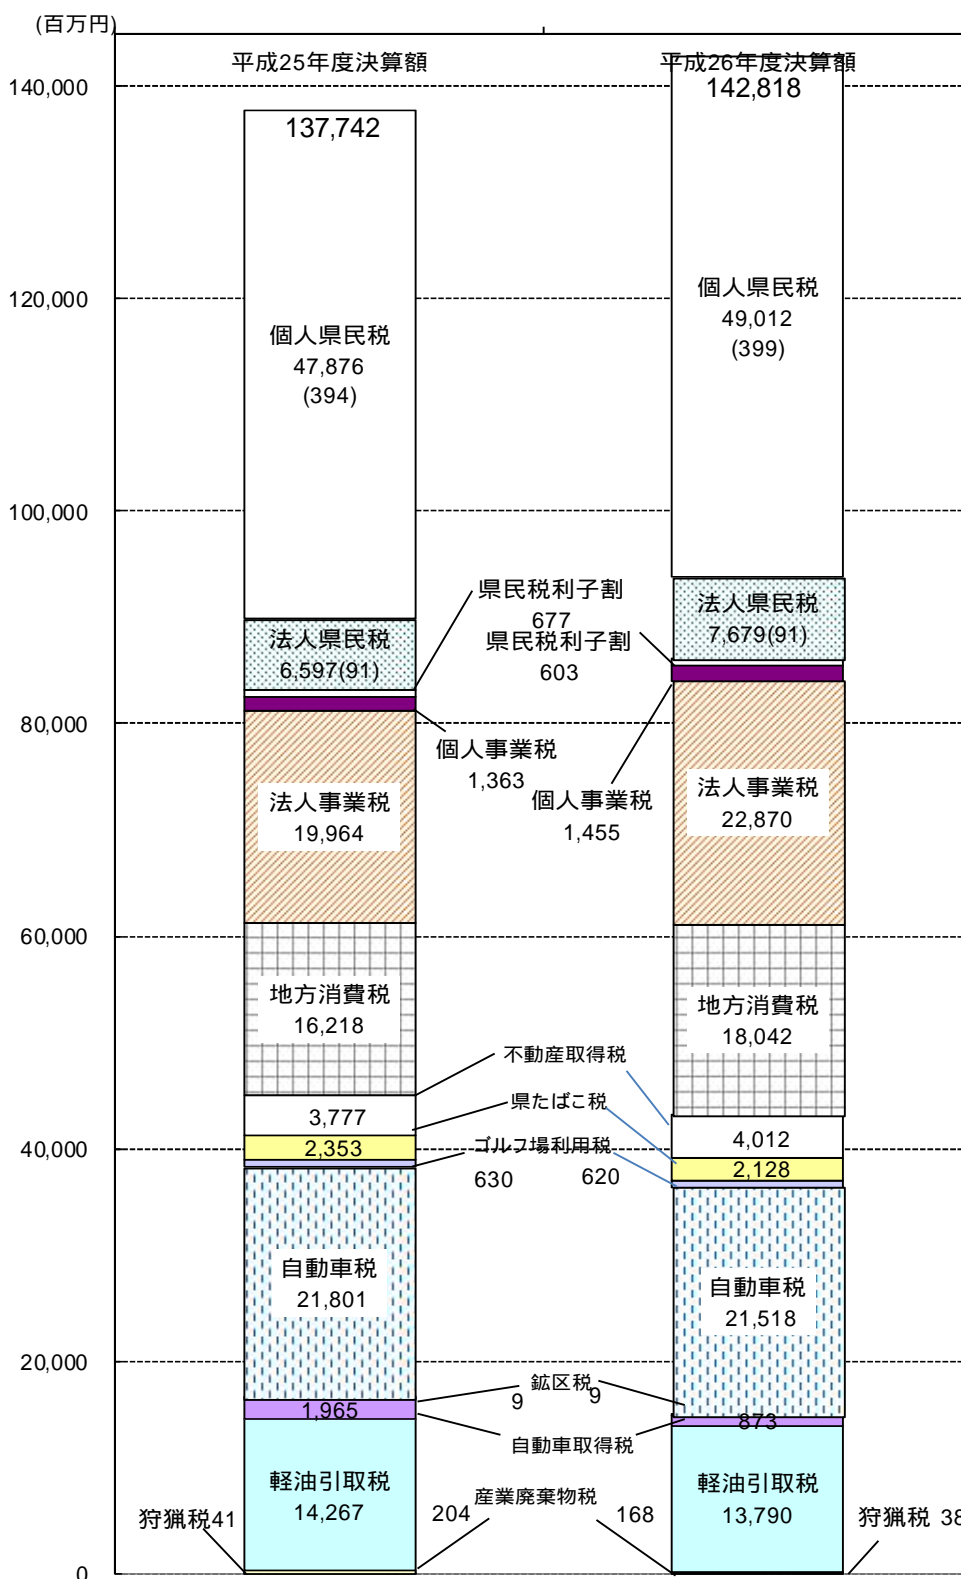 (百万円)
平成25年度決算額
平成26年度決算額
140,000
137,742
142,818
120,000
個人県民税
47,876
(394)
個人県民税
49,012
(399)
100,000
県民税利子割
677
県民税利子割
603
法人県民税
6,597(91)
法人県民税
7,679(91)
80,000
個人事業税
1,363
個人事業税
1,455
法人事業税
19,964
法人事業税
22,870
60,000
地方消費税
16,218
地方消費税
18,042
不動産取得税
3,777
4,012
県たばこ税
40,000
2,353
2,128
ゴルフ場利用税
630
620
自動車税
21,801
自動車税
21,518
20,000
鉱区税
9
9
1,965
873
自動車取得税
軽油引取税
14,267
軽油引取税
13,790
産業廃棄物税
204
168
狩猟税41
狩猟税 38
0